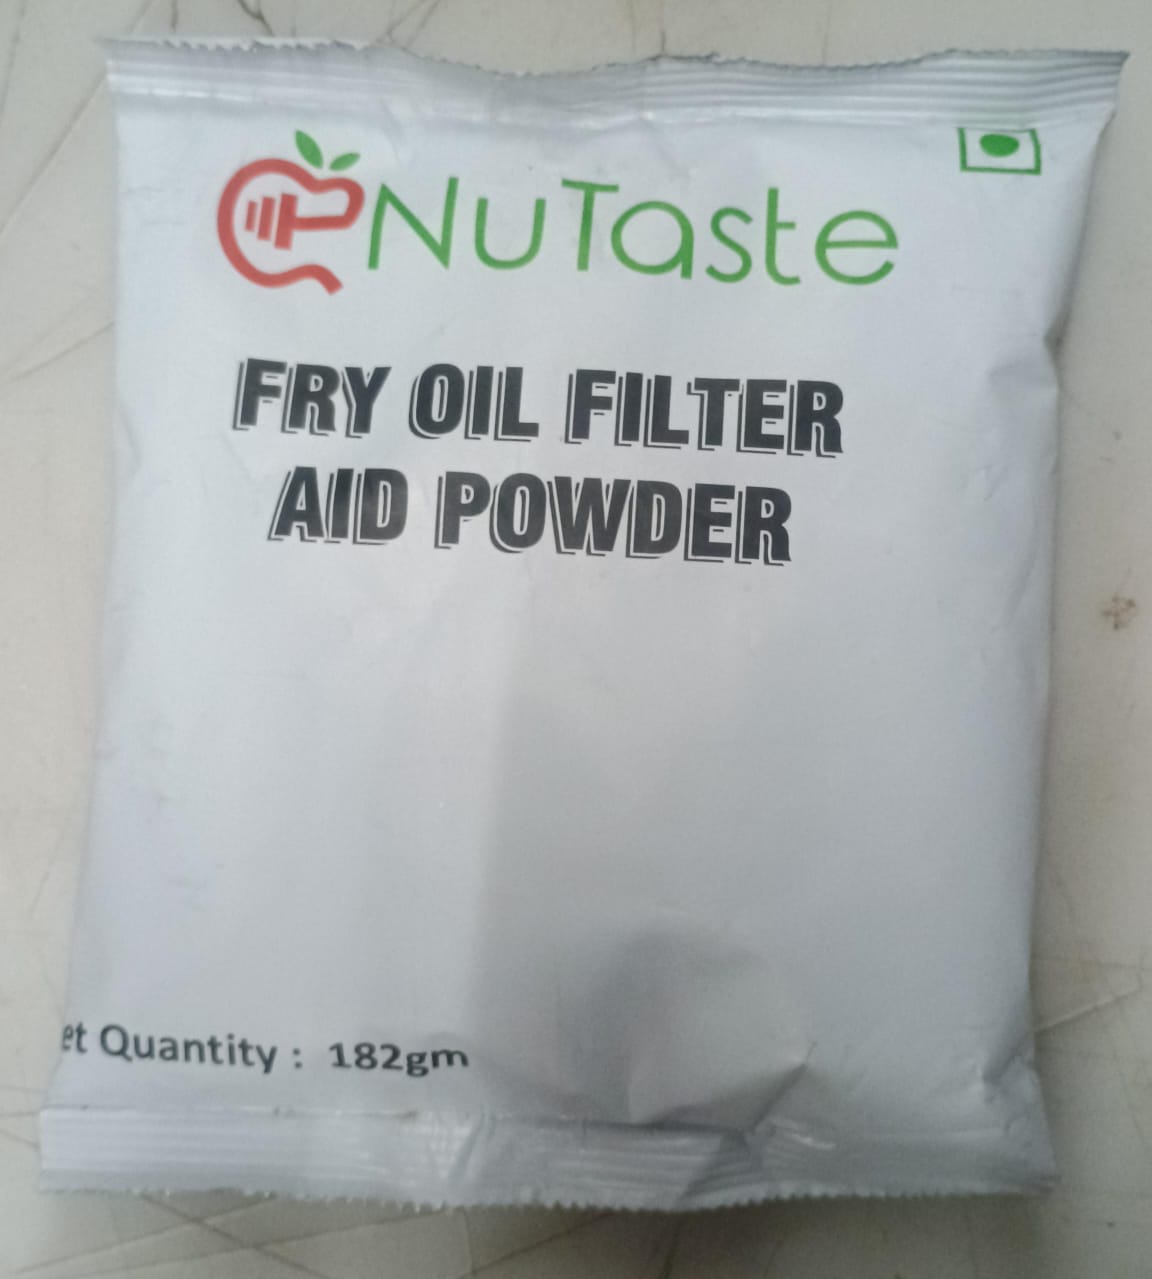 NuTaste
FRY OIL FILTER
AID POWDER
et Quantity : 182gm